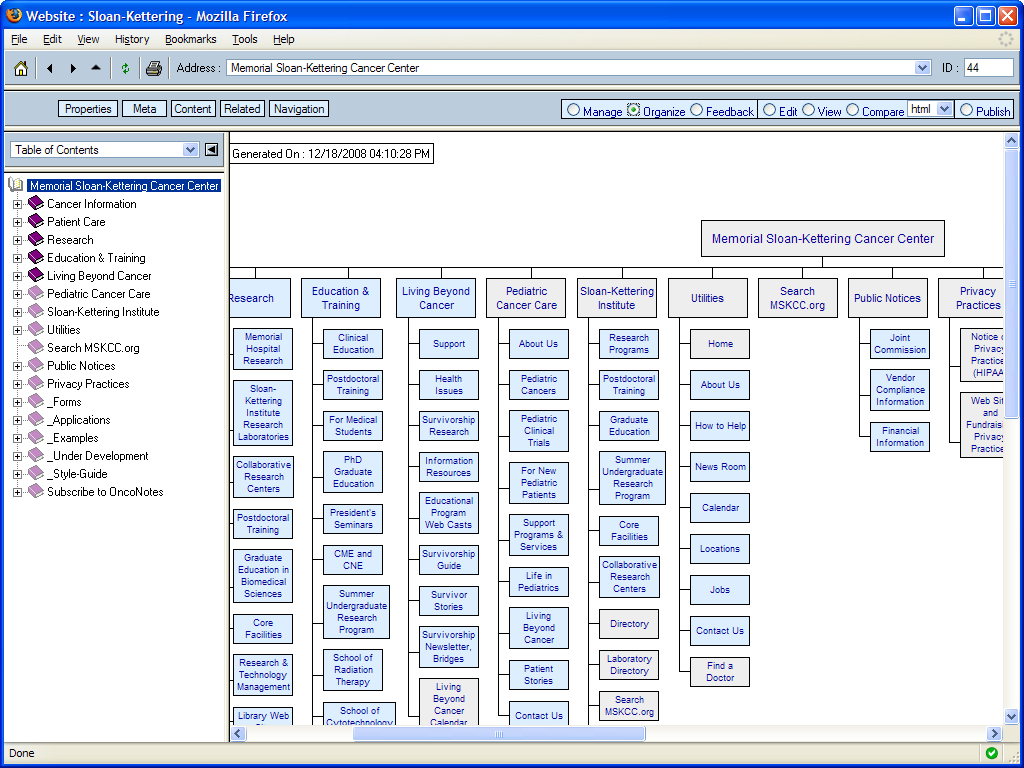 Website : Sloan-Kettering - Mozilla Firefox
File Edit View History Bookmarks Tools Help
Address : Memorial Sloan-Kettering Cancer Center ID : 44
Properties Meta Content Related Navigation Manage Organize Feedback Edit View Compare html Publish
Table of Contents
Memorial Sloan-Kettering Cancer Center
Cancer Information
Patient Care
Research
Education & Training
Living Beyond Cancer
Pediatric Cancer Care
Sloan-Kettering Institute
Utilities
Search MSKCC.org
Public Notices
Privacy Practices
_Forms
_Applications
_Examples
_Under Development
_Style-Guide
Subscribe to OncoNotes
Generated On : 12/18/2008 04:10:28 PM
Memorial Sloan-Kettering Cancer Center
Research
Memorial
Hospital
Research
Sloan-
Kettering
Institute
Research
Laboratories
Collaborative
Research
Centers
Postdoctoral
Training
Graduate
Education in
Biomedical
Sciences
Core
Facilities
Research &
Technology
Management
Library Web
Education &
Training
Clinical
Education
Postdoctoral
Training
For Medical
Students
PhD
Graduate
Education
President's
Seminars
CME and
CNE
Summer
Undergraduate
Research
Program
School of
Radiation
Therapy
School of
Cytotechnology
Living Beyond
Cancer
Support
Health
Issues
Survivorship
Research
Information
Resources
Educational
Program
Web Casts
Survivorship
Guide
Survivor
Stories
Survivorship
Newsletter,
Bridges
Living
Beyond
Cancer
Calendar
Pediatric
Cancer Care
About Us
Pediatric
Cancers
Pediatric
Clinical
Trials
For New
Pediatric
Patients
Support
Programs &
Services
Life in
Pediatrics
Living
Beyond
Cancer
Patient
Stories
Contact Us
Sloan-Kettering
Institute
Research
Programs
Postdoctoral
Training
Graduate
Education
Summer
Undergraduate
Research
Program
Core
Facilities
Collaborative
Research
Centers
Directory
Laboratory
Directory
Search
MSKCC.org
Utilities
Home
About Us
How to Help
News Room
Calendar
Locations
Jobs
Contact Us
Find a
Doctor
Search
MSKCC.org
Public Notices
Joint
Commission
Vendor
Compliance
Information
Financial
Information
Privacy
Practices
Notice
Privacy
Practice
(HIPAA
Web Sit
and
Fundrais
Privacy
Practice
Done